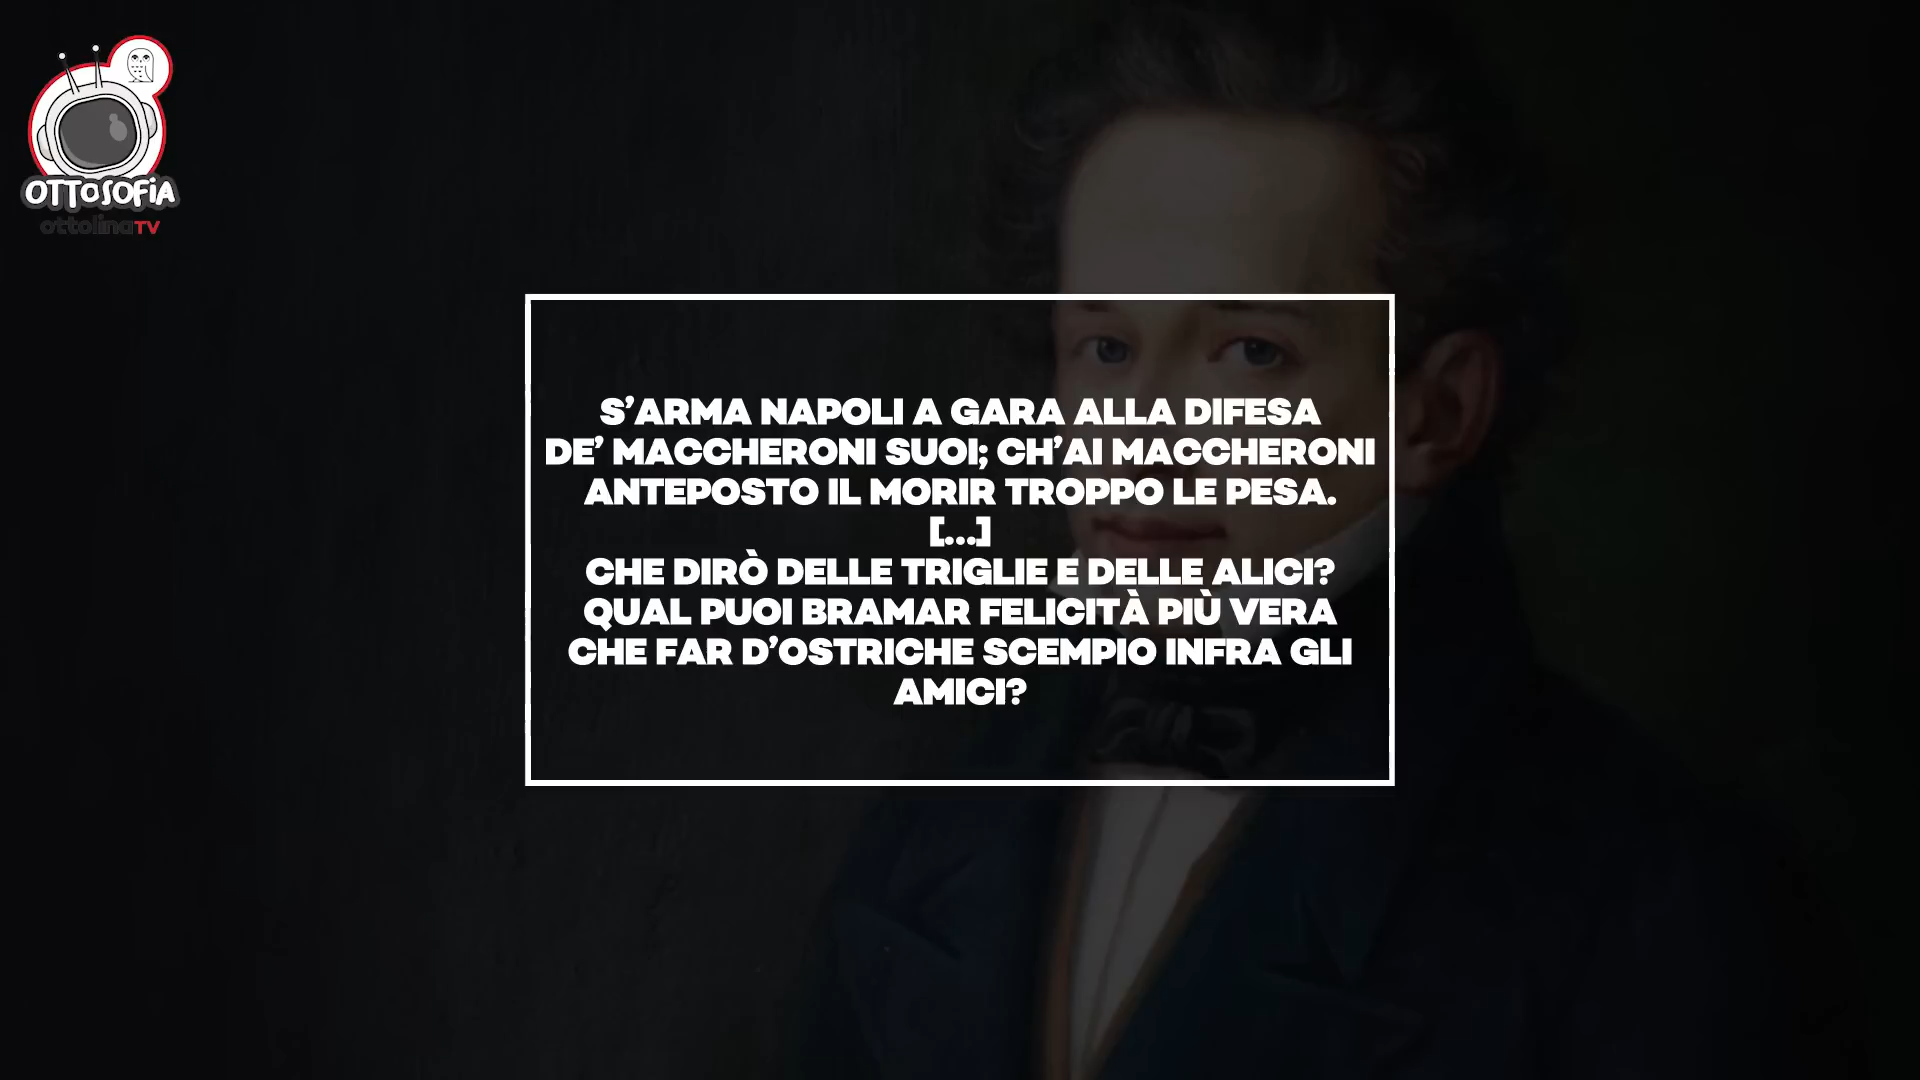 OTTOSOFIA
ottolinaTV
S’ARMA NAPOLI A GARA ALLA DIFESA
DE’ MACCHERONI SUOI; CH’AI MACCHERONI
ANTEPOSTO IL MORIR TROPPO LE PESA.
[...]
CHE DIRÒ DELLE TRIGLIE E DELLE ALICI?
QUAL PUOI BRAMAR FELICITÀ PIÙ VERA
CHE FAR D’OSTRICHE SCEMPIO INFRA GLI
AMICI?